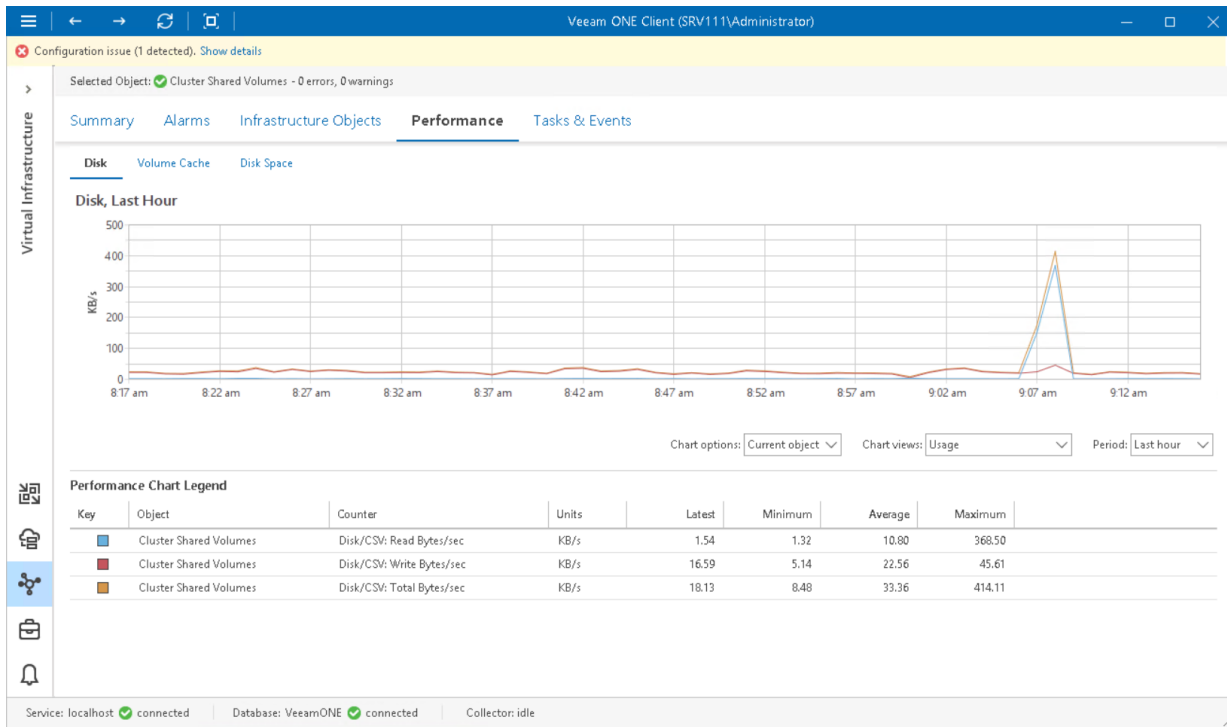 Veeam ONE Client (SRV111\Administrator)
Configuration issue (1 detected). Show details
Selected Object: Cluster Shared Volumes - 0 errors, 0 warnings
Virtual Infrastructure
Summary Alarms Infrastructure Objects Performance Tasks & Events
Disk Volume Cache Disk Space
Disk, Last Hour
KB/s
500
400
300
200
100
0
8:17 am 8:22 am 8:27 am 8:32 am 8:37 am 8:42 am 8:47 am 8:52 am 8:57 am 9:02 am 9:07 am 9:12 am
Chart options: Current object Chart views: Usage Period: Last hour
Performance Chart Legend
Key Object Counter Units Latest Minimum Average Maximum
Cluster Shared Volumes Disk/CSV: Read Bytes/sec KB/s 1.54 1.32 10.80 368.50
Cluster Shared Volumes Disk/CSV: Write Bytes/sec KB/s 16.59 5.14 22.56 45.61
Cluster Shared Volumes Disk/CSV: Total Bytes/sec KB/s 18.13 8.48 33.36 414.11
Service: localhost connected Database: VeeamONE connected Collector: idle